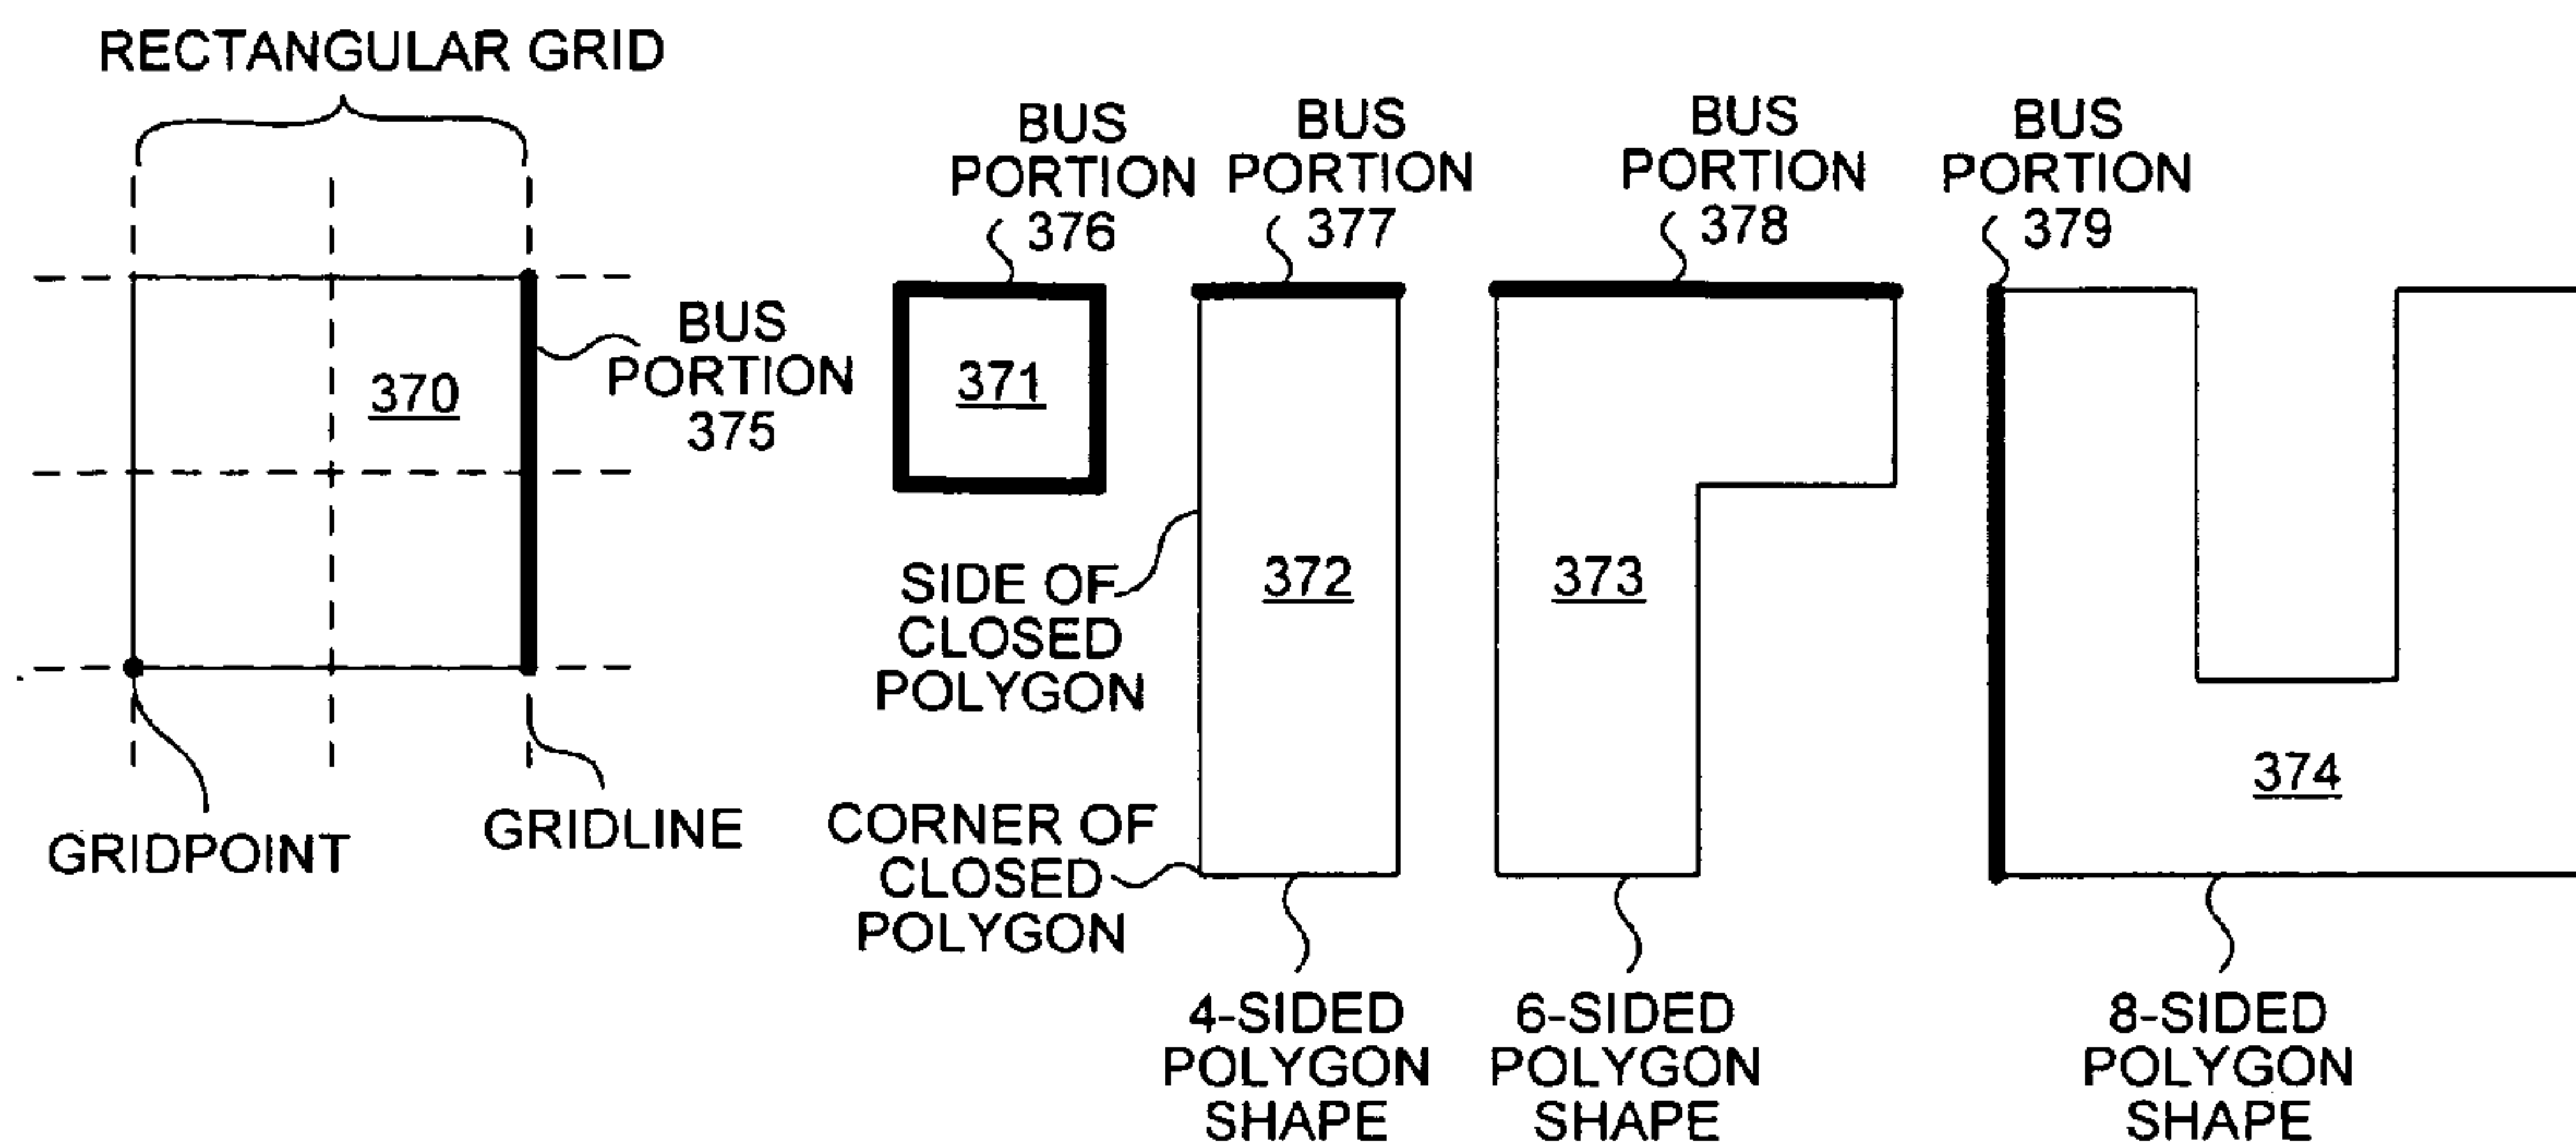 RECTANGULAR GRID
BUS
PORTION
375
370
GRIDPOINT
GRIDLINE
BUS
PORTION
376
371
BUS
PORTION
377
SIDE OF
CLOSED
POLYGON
372
CORNER OF
CLOSED
POLYGON
4-SIDED
POLYGON
SHAPE
BUS
PORTION
378
373
6-SIDED
POLYGON
SHAPE
BUS
PORTION
379
374
8-SIDED
POLYGON
SHAPE